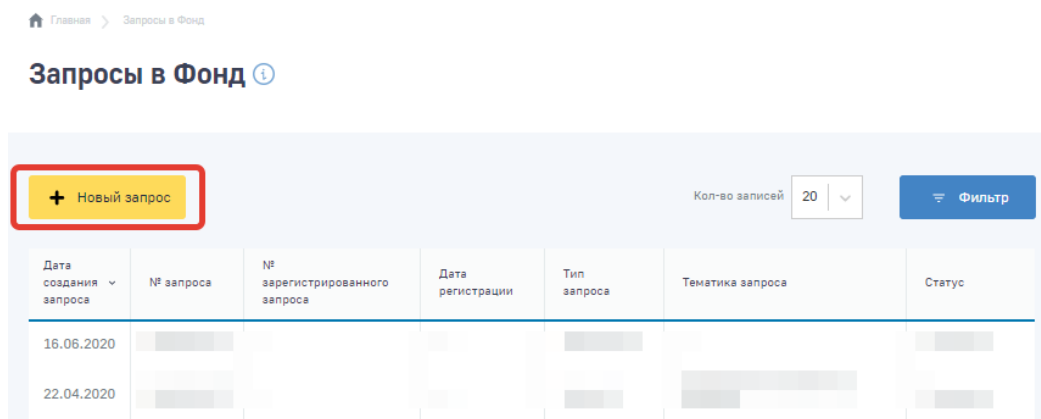 Главная > Запросы в Фонд
Запросы в Фонд
+ Новый запрос
Кол-во записей 20
Фильтр
Дата создания запроса
№ запроса
№ зарегистрированного запроса
Дата регистрации
Тип запроса
Тематика запроса
Статус
16.06.2020
22.04.2020